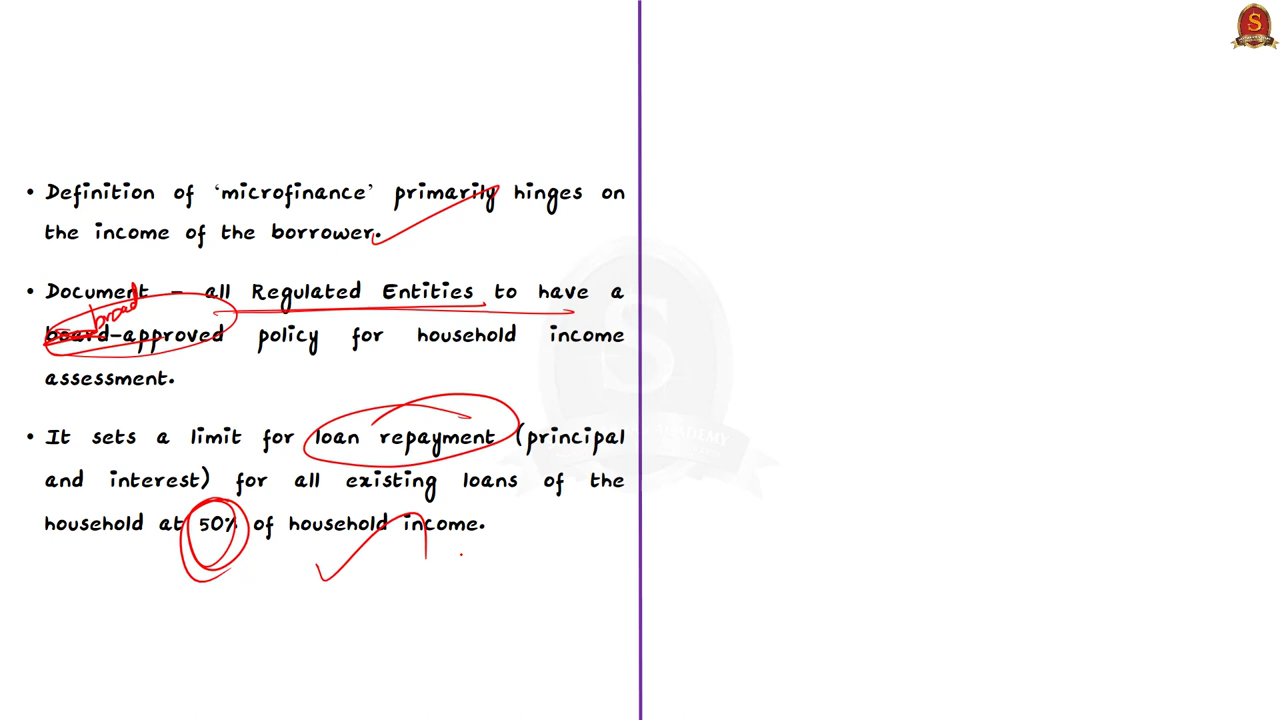 • Definition of ‘microfinance’ primarily hinges on
the income of the borrower.
• Document – all Regulated Entities to have a
broad
board-approved policy for household income
assessment.
• It sets a limit for loan repayment (principal
and interest) for all existing loans of the
household at 50% of household income.
S
S
ACADEMY